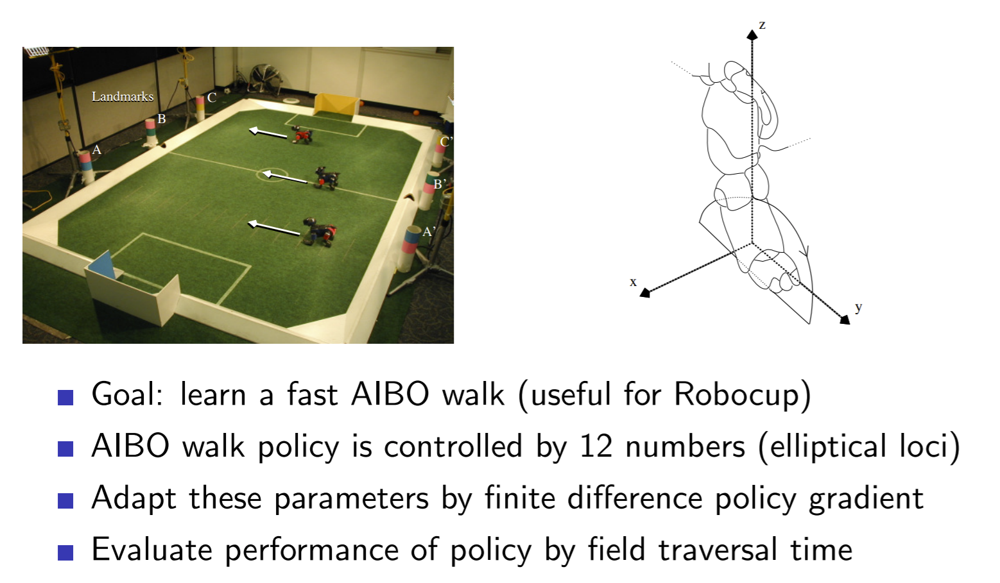 Landmarks
C
B
A
C'
B'
A'
z
x
y
Goal: learn a fast AIBO walk (useful for Robocup)
AIBO walk policy is controlled by 12 numbers (elliptical loci)
Adapt these parameters by finite difference policy gradient
Evaluate performance of policy by field traversal time